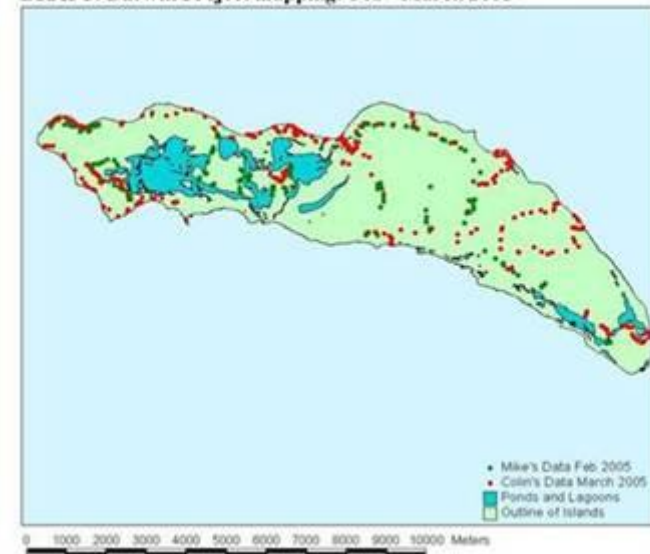 Mike's Data Feb 2005
Colin's Data March 2005
Ponds and Lagoons
Outline of Islands
0 1000 2000 3000 4000 5000 6000 7000 8000 9000 10000 Meters